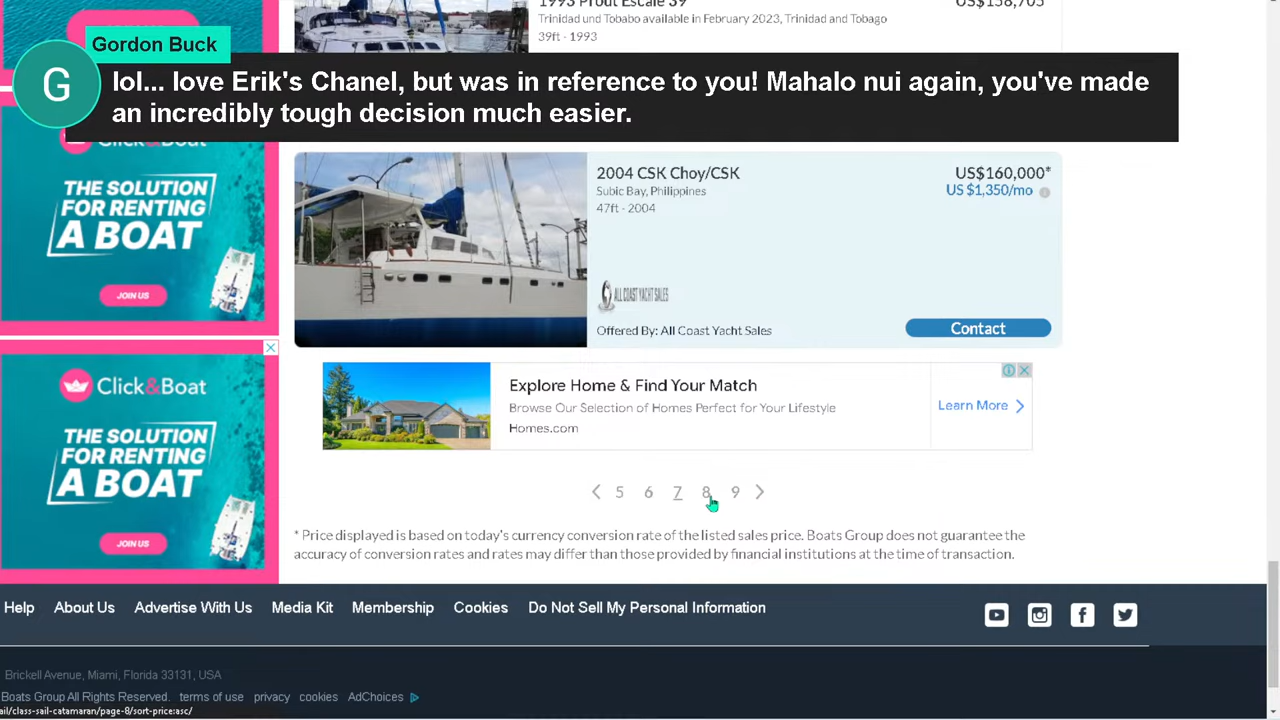 1993 Prout Escale 39
US$158,705
Trinidad und Tobabo available in February 2023, Trinidad and Tobago
39ft - 1993
Gordon Buck
G
lol... love Erik's Chanel, but was in reference to you! Mahalo nui again, you've made
an incredibly tough decision much easier.
Click&Boat
THE SOLUTION
FOR RENTING
A BOAT
JOIN US
2004 CSK Choy/CSK
US$160,000*
Subic Bay, Philippines
US $1,350/mo
47ft - 2004
ALL COAST YACHT SALES
Offered By: All Coast Yacht Sales
Contact
Click&Boat
THE SOLUTION
FOR RENTING
A BOAT
JOIN US
Explore Home & Find Your Match
Browse Our Selection of Homes Perfect for Your Lifestyle
Homes.com
Learn More
5 6 7 8 9
* Price displayed is based on today's currency conversion rate of the listed sales price. Boats Group does not guarantee the
accuracy of conversion rates and rates may differ than those provided by financial institutions at the time of transaction.
Help About Us Advertise With Us Media Kit Membership Cookies Do Not Sell My Personal Information
Brickell Avenue, Miami, Florida 33131, USA
Boats Group All Rights Reserved. terms of use privacy cookies AdChoices
ail/class-sail-catamaran/page-8/sort-price:asc/